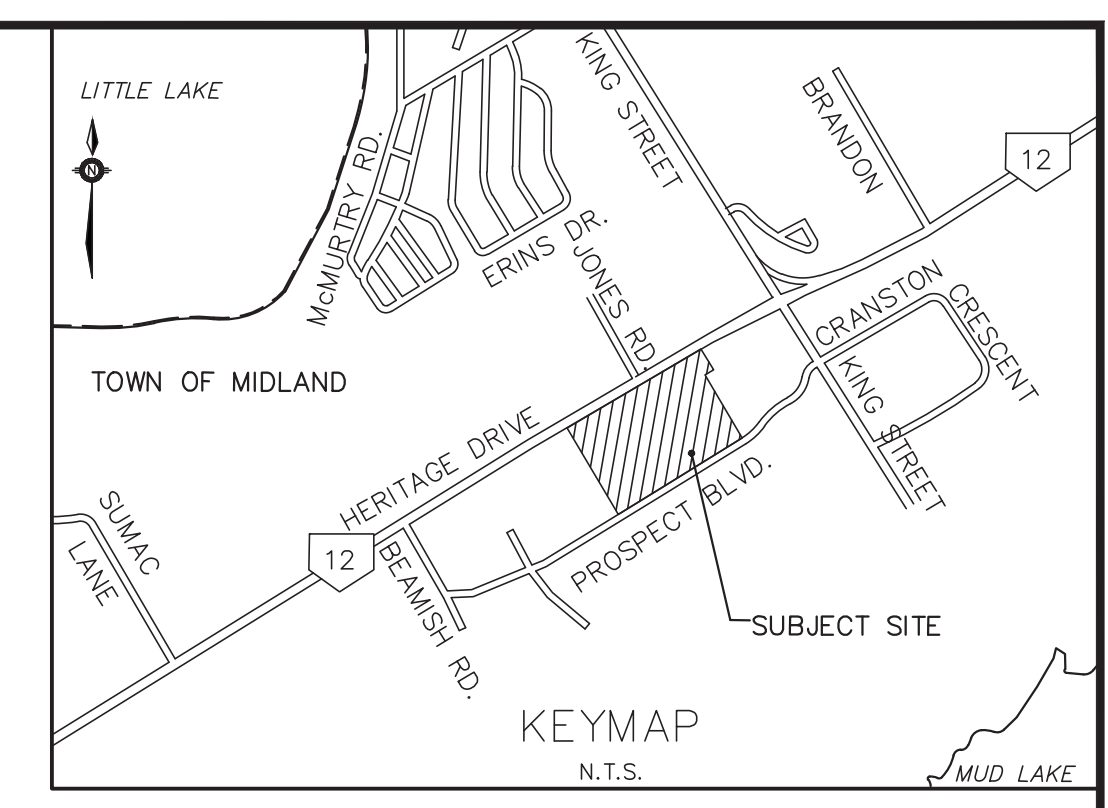 LITTLE LAKE
N
KING STREET
BRANDON
12
McMURTRY RD.
ERINS DR.
JONES RD.
CRANSTON
CRESCENT
TOWN OF MIDLAND
KING STREET
HERITAGE DRIVE
PROSPECT BLVD.
SUMAC
LANE
12
BEAMISH RD.
SUBJECT SITE
KEYMAP
N.T.S.
MUD LAKE